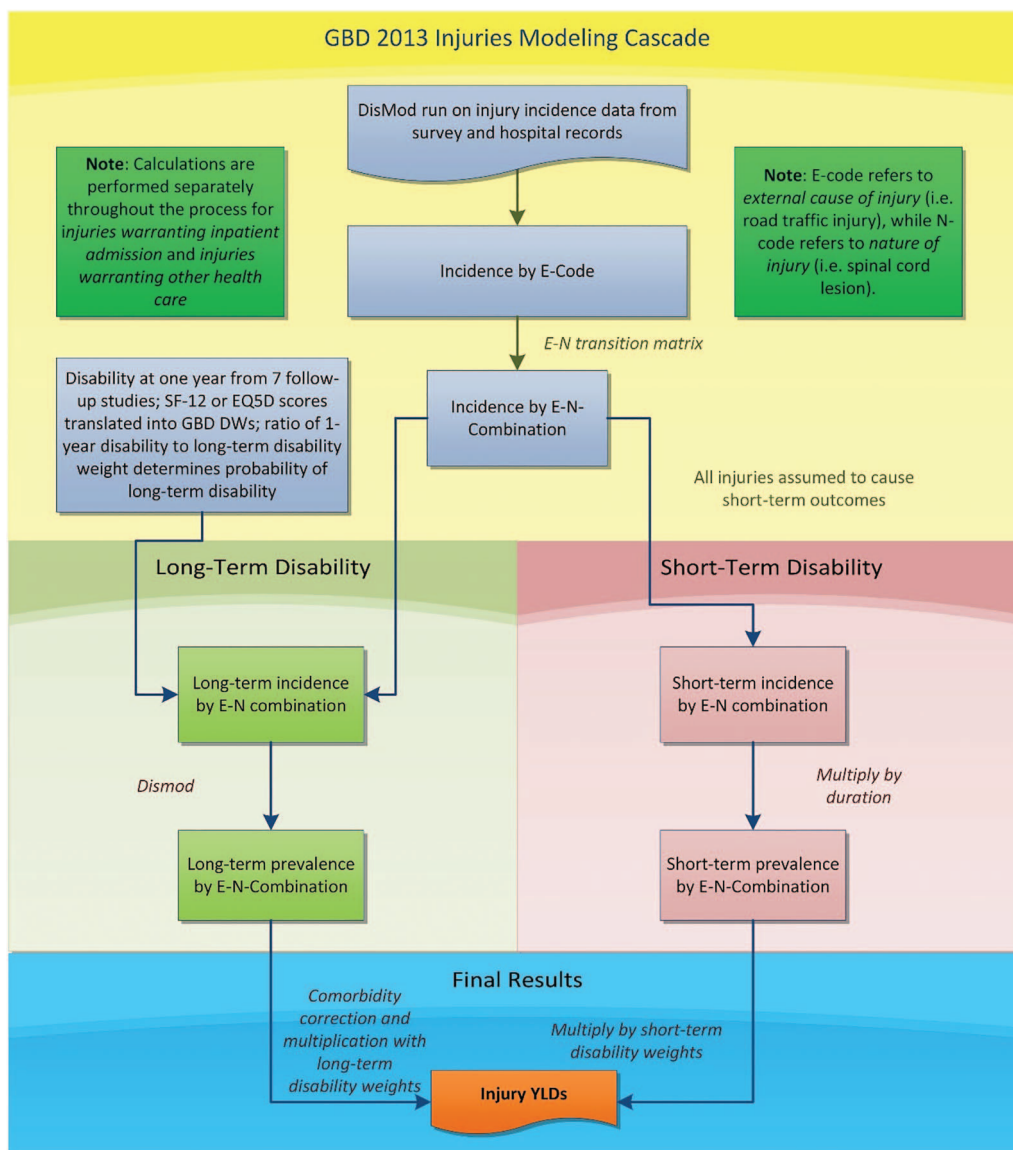 GBD 2013 Injuries Modeling Cascade
DisMod run on injury incidence data from
survey and hospital records
Note: Calculations are
performed separately
throughout the process for
injuries warranting inpatient
admission and injuries
warranting other health
care
Note: E-code refers to
external cause of injury (i.e.
road traffic injury), while N-
code refers to nature of
injury (i.e. spinal cord
lesion).
Incidence by E-Code
E-N transition matrix
Disability at one year from 7 follow-
up studies; SF-12 or EQ5D scores
translated into GBD DWs; ratio of 1-
year disability to long-term disability
weight determines probability of
long-term disability
Incidence by E-N-
Combination
All injuries assumed to cause
short-term outcomes
Long-Term Disability
Short-Term Disability
Long-term incidence
by E-N combination
Short-term incidence
by E-N combination
Dismod
Multiply by
duration
Long-term prevalence
by E-N-Combination
Short-term prevalence
by E-N-Combination
Final Results
Comorbidity
correction and
multiplication with
long-term
disability weights
Multiply by short-term
disability weights
Injury YLDs